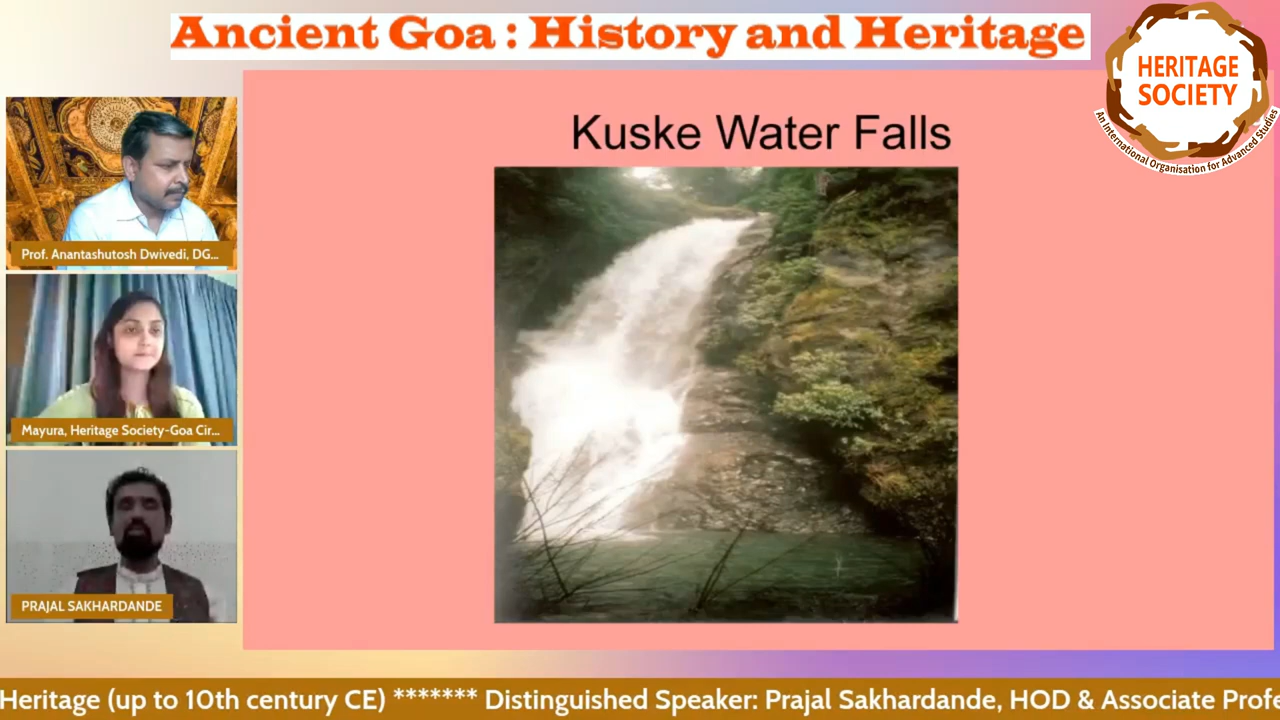 Ancient Goa : History and Heritage
HERITAGE
SOCIETY
An International Organisation for Advanced Studies
Kuske Water Falls
Prof. Anantashutosh Dwivedi, DG...
Mayura, Heritage Society-Goa Cir...
PRAJAL SAKHARDANDE
Heritage (up to 10th century CE) ******* Distinguished Speaker: Prajal Sakhardande, HOD & Associate Profe